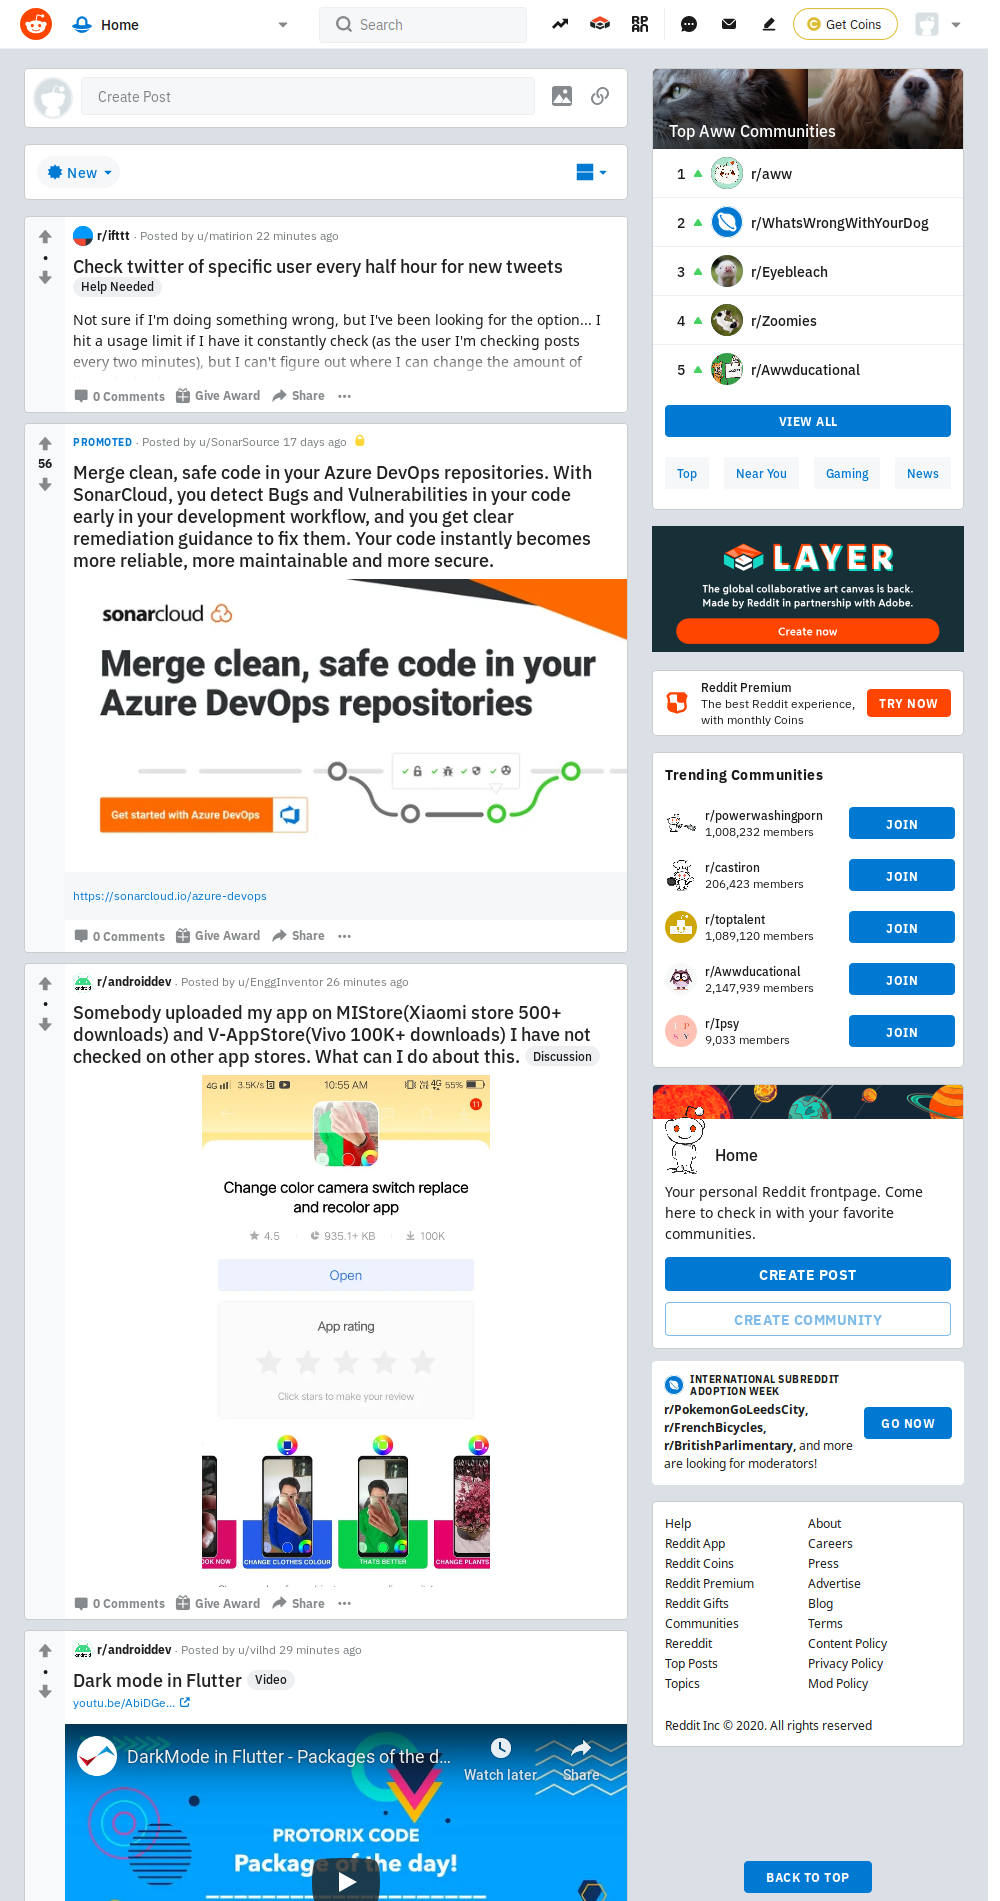 Home
Search
Get Coins
Create Post
New
r/ifttt · Posted by u/matirion 22 minutes ago
Check twitter of specific user every half hour for new tweets
Help Needed
Not sure if I'm doing something wrong, but I've been looking for the option... I
hit a usage limit if I have it constantly check (as the user I'm checking posts
every two minutes), but I can't figure out where I can change the amount of
0 Comments Give Award Share
PROMOTED · Posted by u/SonarSource 17 days ago
56
Merge clean, safe code in your Azure DevOps repositories. With
SonarCloud, you detect Bugs and Vulnerabilities in your code
early in your development workflow, and you get clear
remediation guidance to fix them. Your code instantly becomes
more reliable, more maintainable and more secure.
sonarcloud
Merge clean, safe code in your
Azure DevOps repositories
Get started with Azure DevOps
https://sonarcloud.io/azure-devops
0 Comments Give Award Share
r/androiddev · Posted by u/EnggInventor 26 minutes ago
Somebody uploaded my app on MIStore(Xiaomi store 500+
downloads) and V-AppStore(Vivo 100K+ downloads) I have not
checked on other app stores. What can I do about this. Discussion
4G 3.5K/s 10:55 AM 4G 55%
11
Change color camera switch replace
and recolor app
4.5 935.1+ KB 100K
Open
App rating
Click stars to make your review
OOK NOW CHANGE CLOTHES COLOUR THATS BETTER CHANGE PLANTS
0 Comments Give Award Share
r/androiddev · Posted by u/vilhd 29 minutes ago
Dark mode in Flutter Video
youtu.be/AbiDGe...
DarkMode in Flutter - Packages of the d...
Watch later Share
PROTORIX CODE
Package of the day!
Top Aww Communities
1 r/aww
2 r/WhatsWrongWithYourDog
3 r/Eyebleach
4 r/Zoomies
5 r/Awwducational
VIEW ALL
Top Near You Gaming News
LAYER
The global collaborative art canvas is back.
Made by Reddit in partnership with Adobe.
Create now
Reddit Premium
The best Reddit experience,
with monthly Coins
TRY NOW
Trending Communities
r/powerwashingporn
1,008,232 members
JOIN
r/castiron
206,423 members
JOIN
r/toptalent
1,089,120 members
JOIN
r/Awwducational
2,147,939 members
JOIN
r/Ipsy
9,033 members
JOIN
Home
Your personal Reddit frontpage. Come
here to check in with your favorite
communities.
CREATE POST
CREATE COMMUNITY
INTERNATIONAL SUBREDDIT
ADOPTION WEEK
r/PokemonGoLeedsCity,
r/FrenchBicycles,
r/BritishParlimentary, and more
are looking for moderators!
GO NOW
Help About
Reddit App Careers
Reddit Coins Press
Reddit Premium Advertise
Reddit Gifts Blog
Communities Terms
Rereddit Content Policy
Top Posts Privacy Policy
Topics Mod Policy
Reddit Inc © 2020. All rights reserved
BACK TO TOP